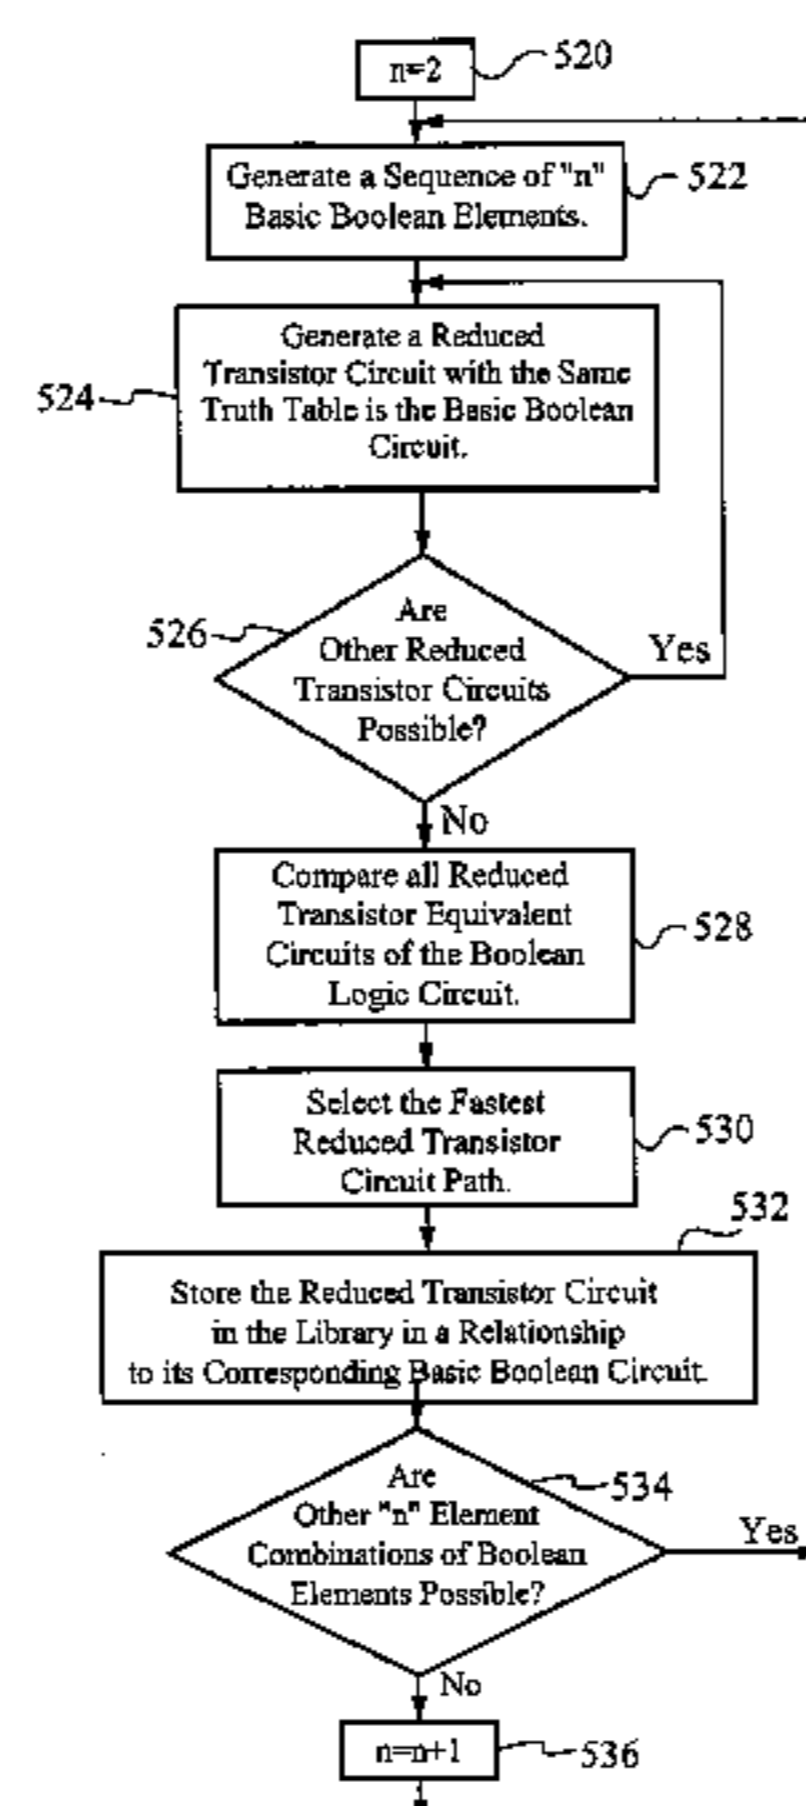 n=2
520
Generate a Sequence of "n"
Basic Boolean Elements.
522
Generate a Reduced
Transistor Circuit with the Same
Truth Table is the Basic Boolean
Circuit.
524
Are
Other Reduced
Transistor Circuits
Possible?
526
Yes
No
Compare all Reduced
Transistor Equivalent
Circuits of the Boolean
Logic Circuit.
528
Select the Fastest
Reduced Transistor
Circuit Path.
530
532
Store the Reduced Transistor Circuit
in the Library in a Relationship
to its Corresponding Basic Boolean Circuit.
Are
Other "n" Element
Combinations of Boolean
Elements Possible?
534
Yes
No
n=n+1
536